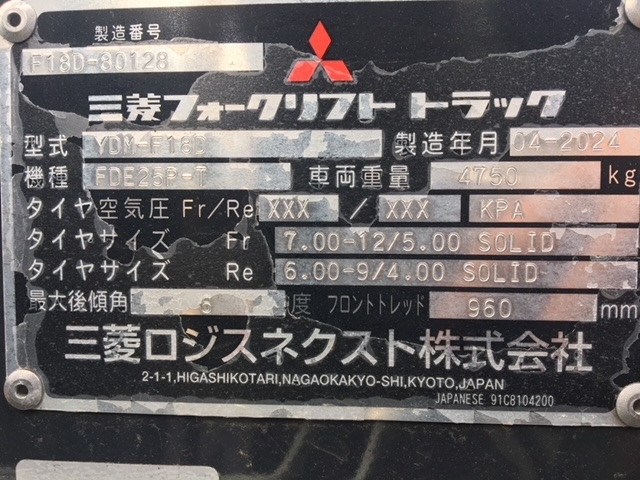 製造番号
F18D-80128
三菱フォークリフト トラック
型式 YDM-F18D 製造年月 04-2024
機種 FDE25P-T 車両重量 4750 kg
タイヤ空気圧 Fr/Re XXX / XXX KPA
タイヤサイズ Fr 7.00-12/5.00 SOLID
タイヤサイズ Re 6.00-9/4.00 SOLID
最大後傾角 6 度 フロントトレッド 960 mm
三菱ロジスネクスト株式会社
2-1-1,HIGASHIKOTARI,NAGAOKAKYO-SHI,KYOTO,JAPAN
JAPANESE 91C8104200